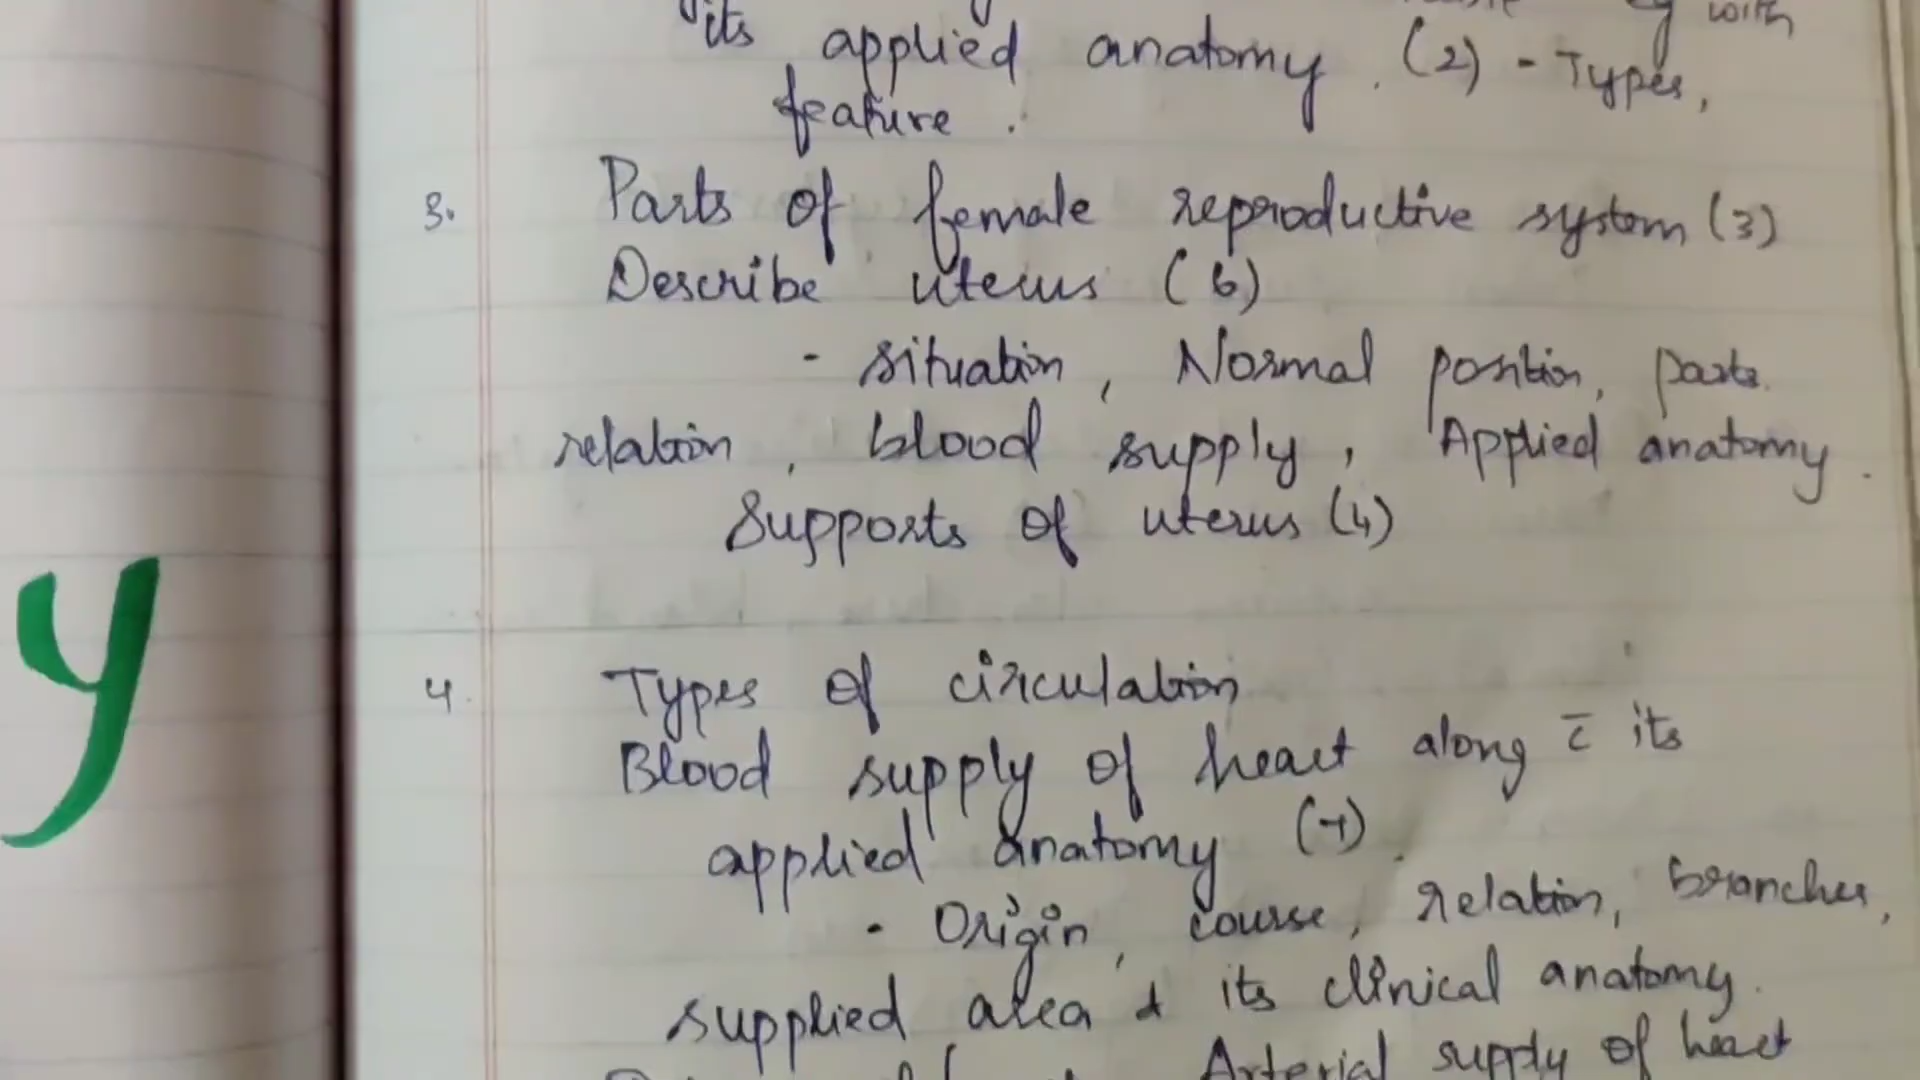 with
its applied anatomy. (2) - Types,
feature.
3. Parts of female reproductive system (3)
Describe uterus (6)
- situation, Normal position, parts.
relation, blood supply, Applied anatomy.
Supports of uterus (4)
y
4. Types of circulation
Blood supply of heart along c̄ its
applied anatomy (7).
- Origin, course, relation, branches,
supplied area & its clinical anatomy.
Arterial supply of heart